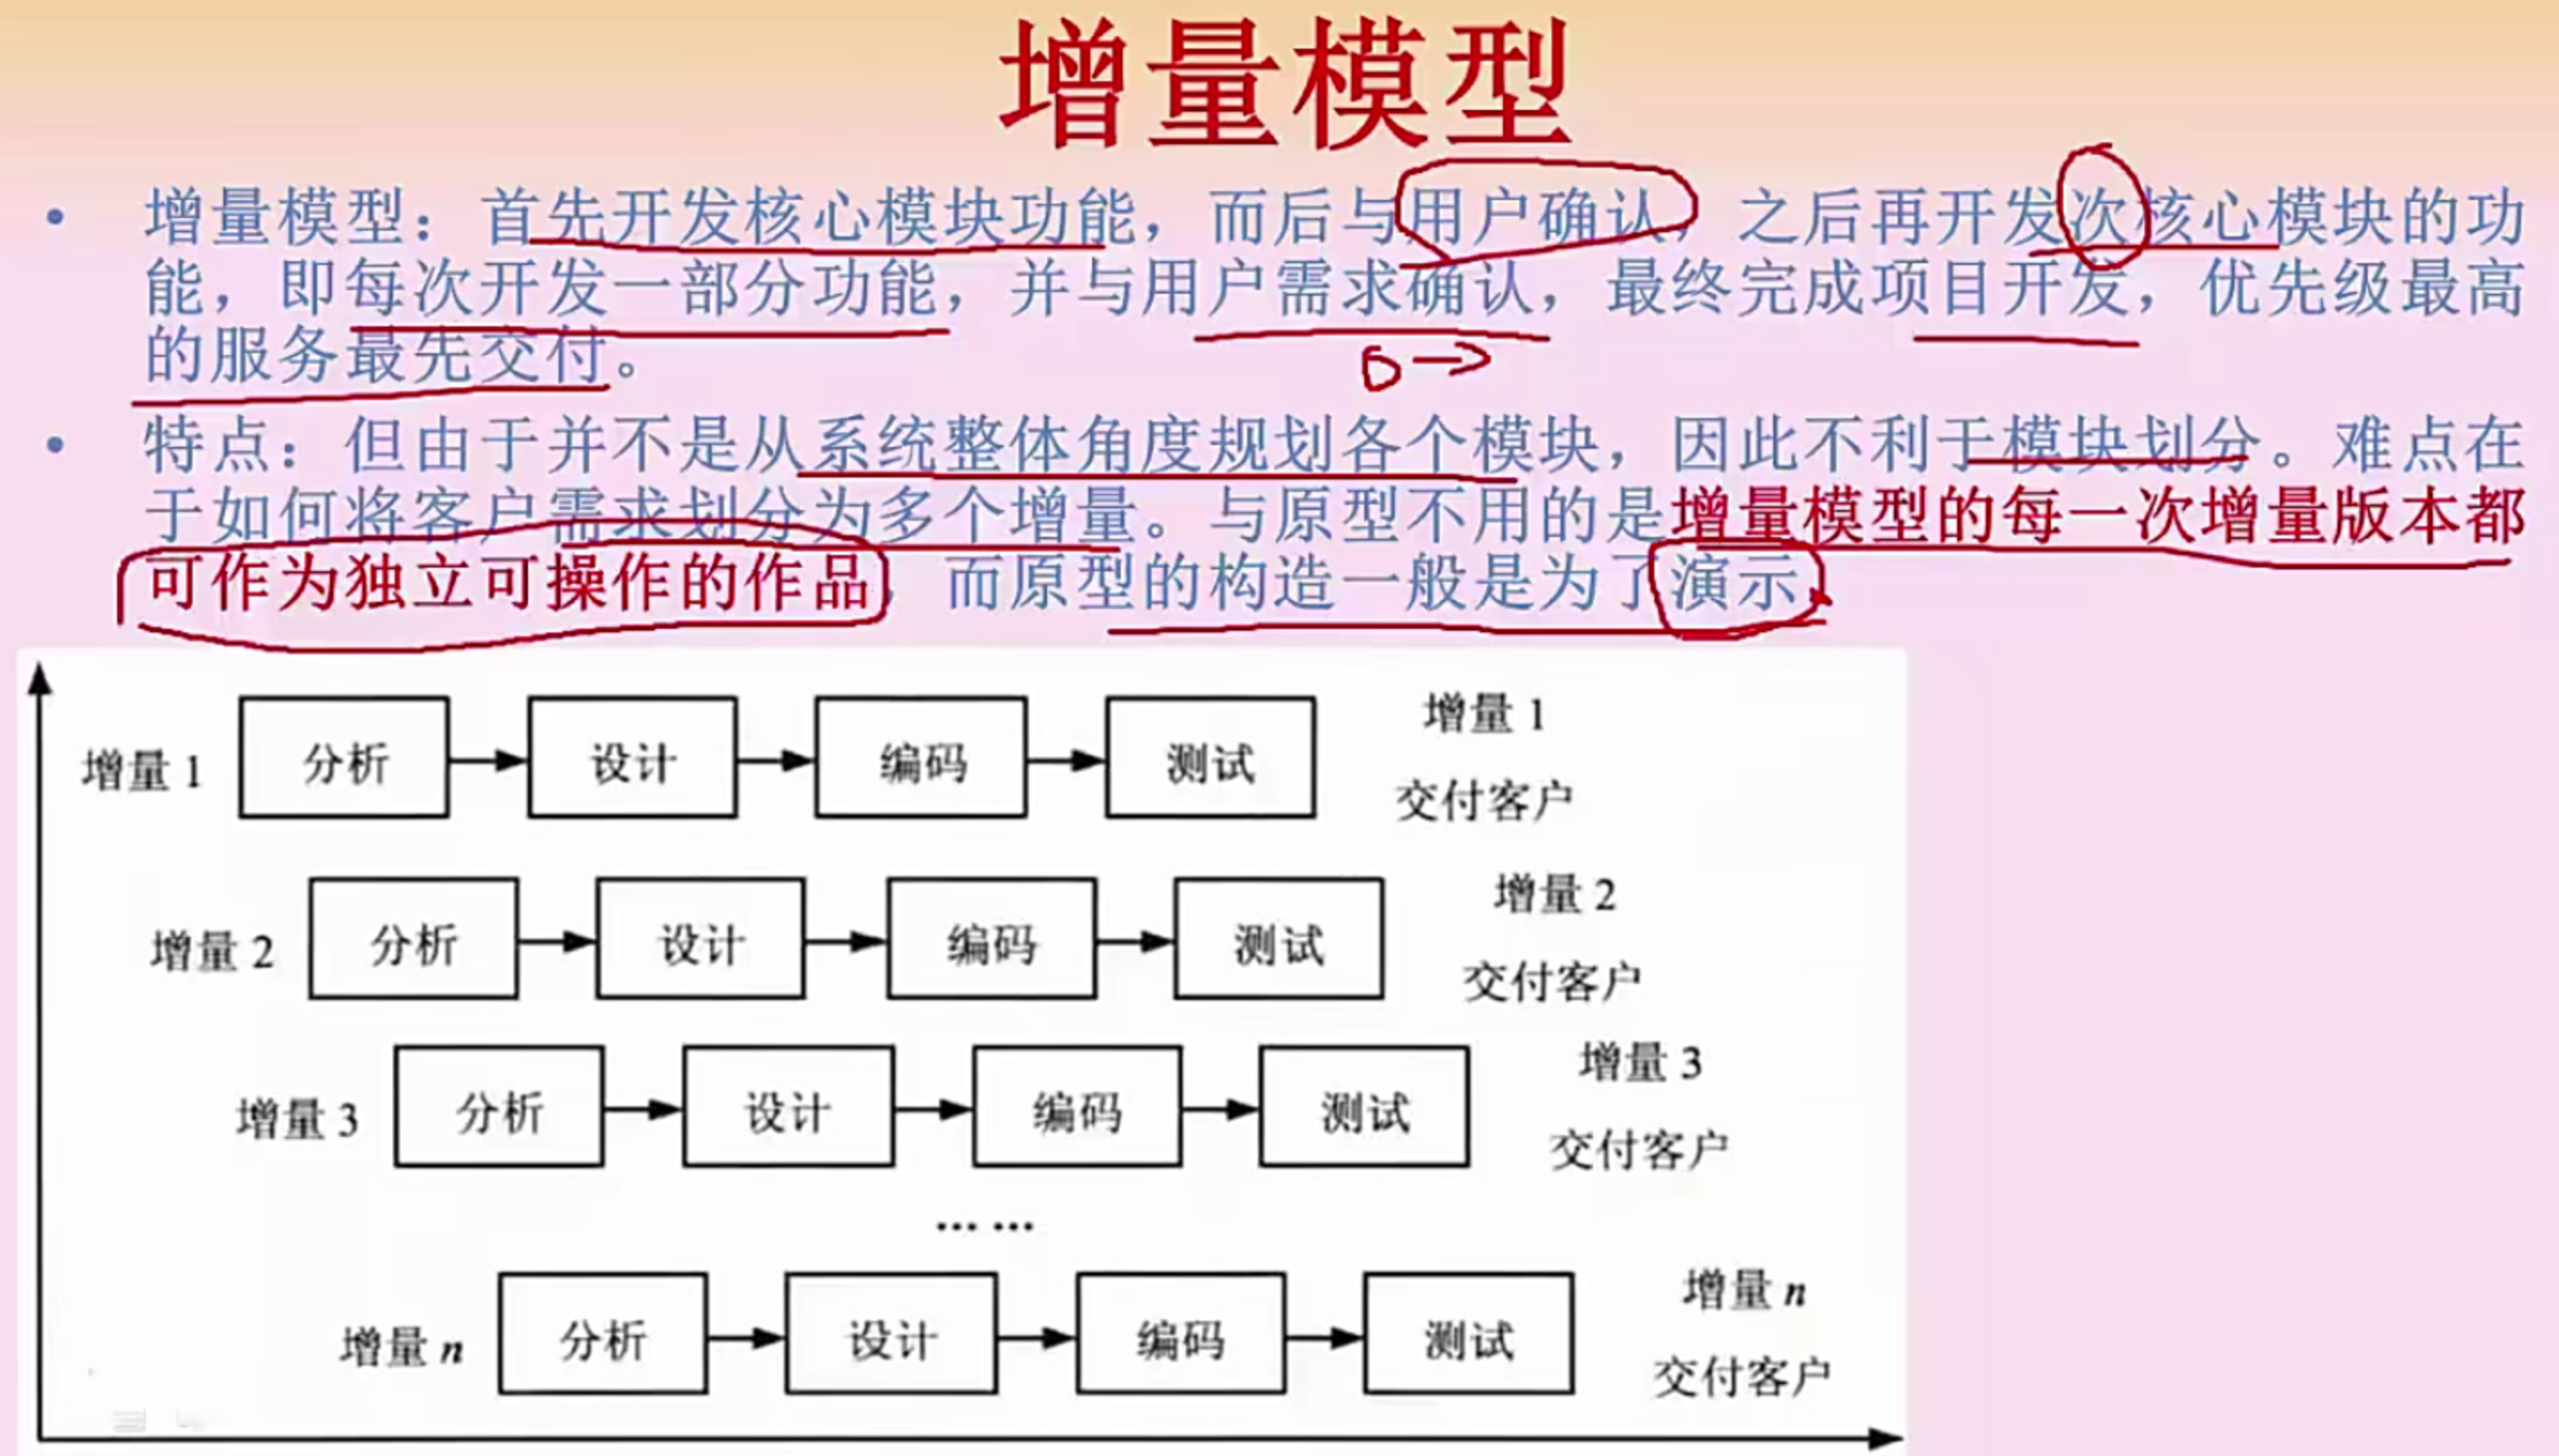 增量模型
• 增量模型：首先开发核心模块功能，而后与用户确认，之后再开发次核心模块的功
能，即每次开发一部分功能，并与用户需求确认，最终完成项目开发，优先级最高
的服务最先交付。
• 特点：但由于并不是从系统整体角度规划各个模块，因此不利于模块划分。难点在
于如何将客户需求划分为多个增量。与原型不用的是增量模型的每一次增量版本都
可作为独立可操作的作品，而原型的构造一般是为了演示。
增量 1 分析 设计 编码 测试 增量 1
交付客户
增量 2 分析 设计 编码 测试 增量 2
交付客户
增量 3 分析 设计 编码 测试 增量 3
交付客户
… …
增量 n 分析 设计 编码 测试 增量 n
交付客户